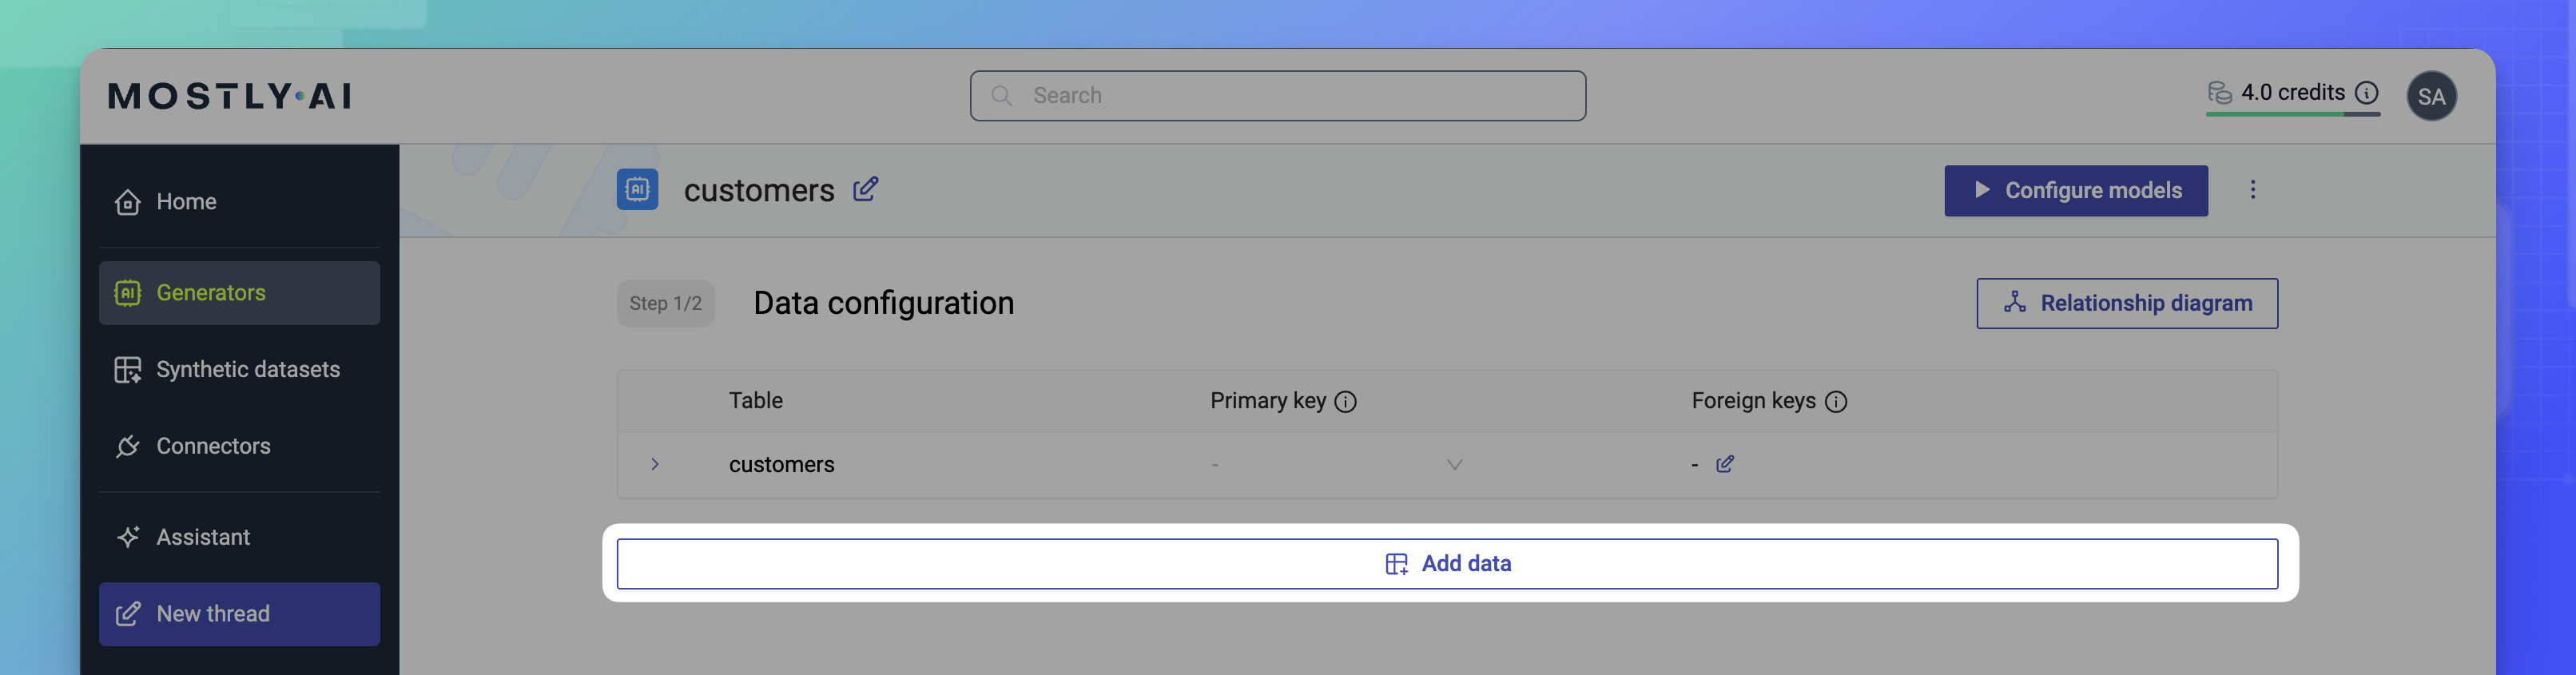 MOSTLY·AI
Search
4.0 credits
SA
Home
Generators
Synthetic datasets
Connectors
Assistant
New thread
customers
Configure models
Step 1/2
Data configuration
Relationship diagram
Table Primary key Foreign keys
customers - -
Add data